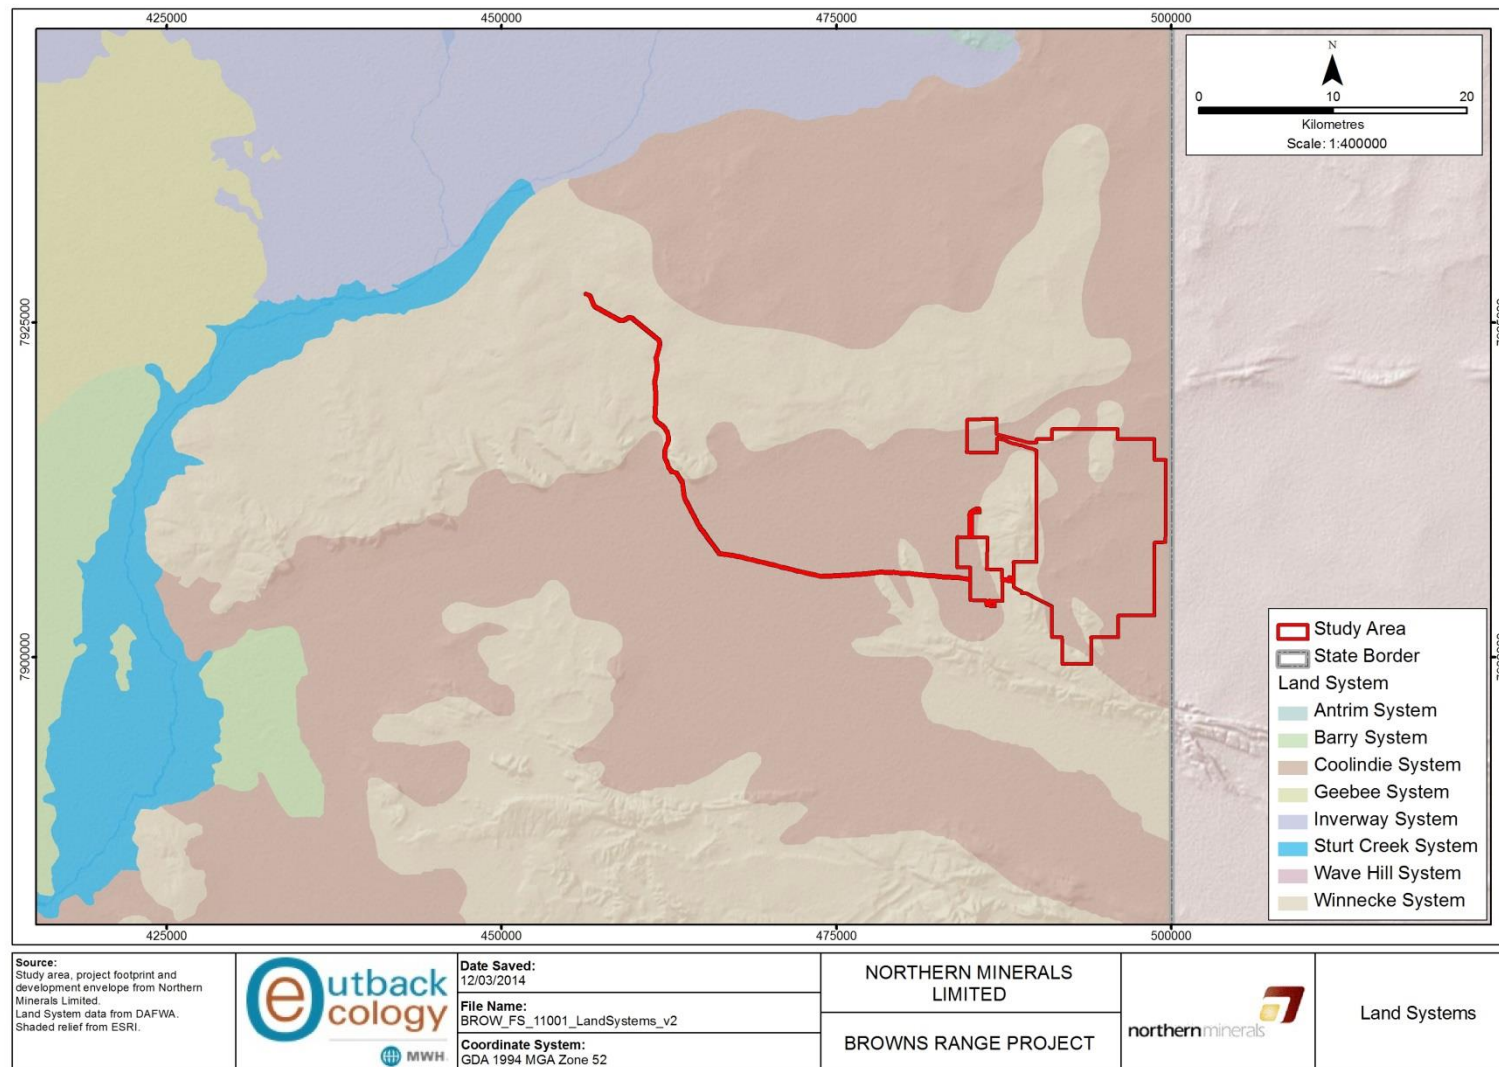 425000
450000
475000
500000
N
0 10 20
Kilometres
Scale: 1:400000
7925000
7900000
Study Area
State Border
Land System
Antrim System
Barry System
Coolindie System
Geebee System
Inverway System
Sturt Creek System
Wave Hill System
Winnecke System
425000
450000
475000
500000
Source:
Study area, project footprint and
development envelope from Northern
Minerals Limited.
Land System data from DAFWA.
Shaded relief from ESRI.
Outback
ecology
MWH
Date Saved:
12/03/2014
File Name:
BROW_FS_11001_LandSystems_v2
Coordinate System:
GDA 1994 MGA Zone 52
NORTHERN MINERALS
LIMITED
BROWNS RANGE PROJECT
northernminerals
Land Systems